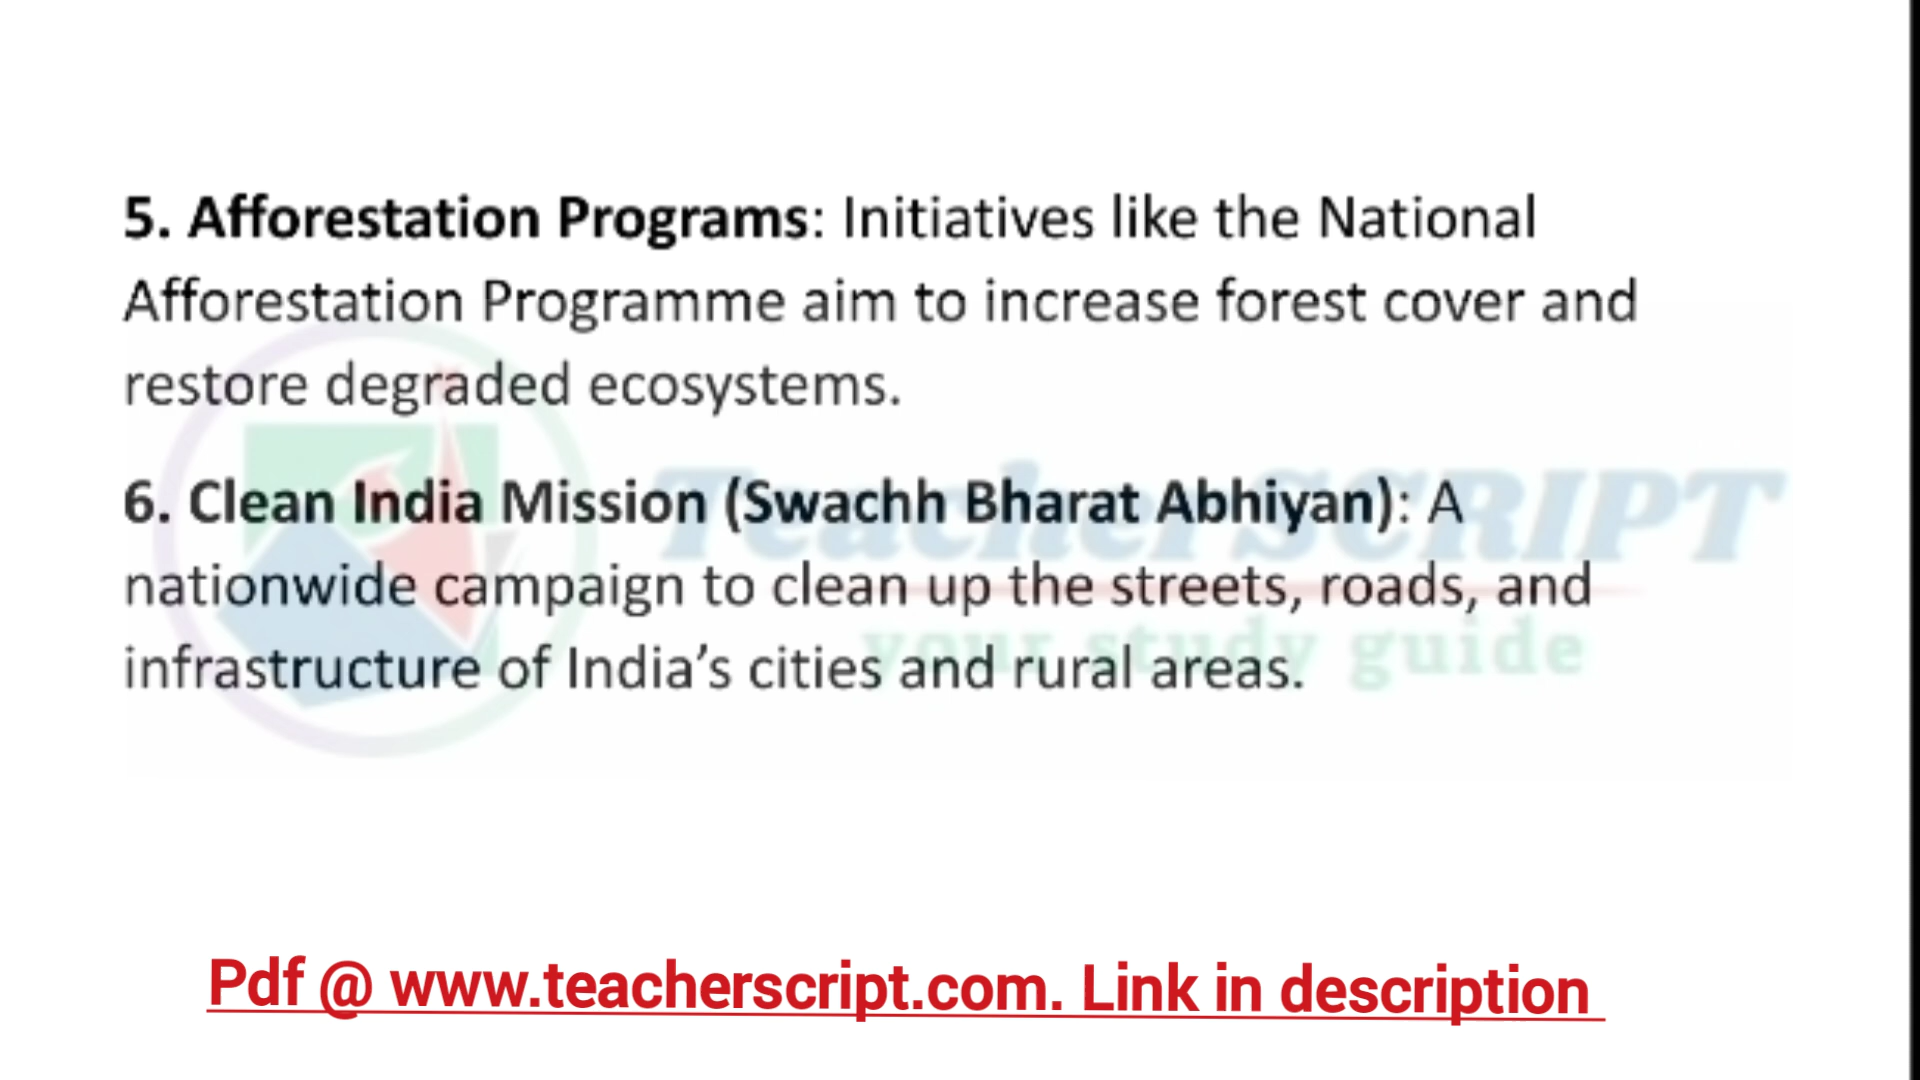 5. Afforestation Programs: Initiatives like the National
Afforestation Programme aim to increase forest cover and
restore degraded ecosystems.
6. Clean India Mission (Swachh Bharat Abhiyan): A
nationwide campaign to clean up the streets, roads, and
infrastructure of India’s cities and rural areas.
TeacherSCRIPT
your study guide
Pdf @ www.teacherscript.com. Link in description